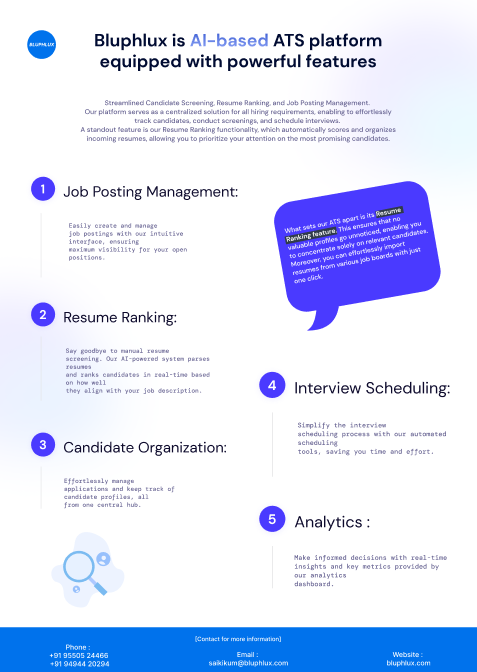 BLUPHLUX
Bluphlux is AI-based ATS platform
equipped with powerful features
Streamlined Candidate Screening, Resume Ranking, and Job Posting Management.
Our platform serves as a centralized solution for all hiring requirements, enabling to effortlessly
track candidates, conduct screenings, and schedule interviews.
A standout feature is our Resume Ranking functionality, which automatically scores and organizes
incoming resumes, allowing you to prioritize your attention on the most promising candidates.
1 Job Posting Management:
Easily create and manage
job postings with our intuitive
interface, ensuring
maximum visibility for your open
positions.
What sets our ATS apart is its Resume
Ranking feature. This ensures that no
valuable profiles go unnoticed, enabling you
to concentrate solely on relevant candidates.
Moreover, you can effortlessly import
resumes from various job boards with just
one click.
2 Resume Ranking:
Say goodbye to manual resume
screening. Our AI-powered system parses
resumes
and ranks candidates in real-time based
on how well
they align with your job description.
3 Candidate Organization:
Effortlessly manage
applications and keep track of
candidate profiles, all
from one central hub.
4 Interview Scheduling:
Simplify the interview
scheduling process with our automated
scheduling
tools, saving you time and effort.
5 Analytics :
Make informed decisions with real-time
insights and key metrics provided by
our analytics
dashboard.
[Contact for more information]
Phone :
+91 95505 24466
+91 94944 20294
Email :
saikikum@bluphlux.com
Website :
bluphlux.com